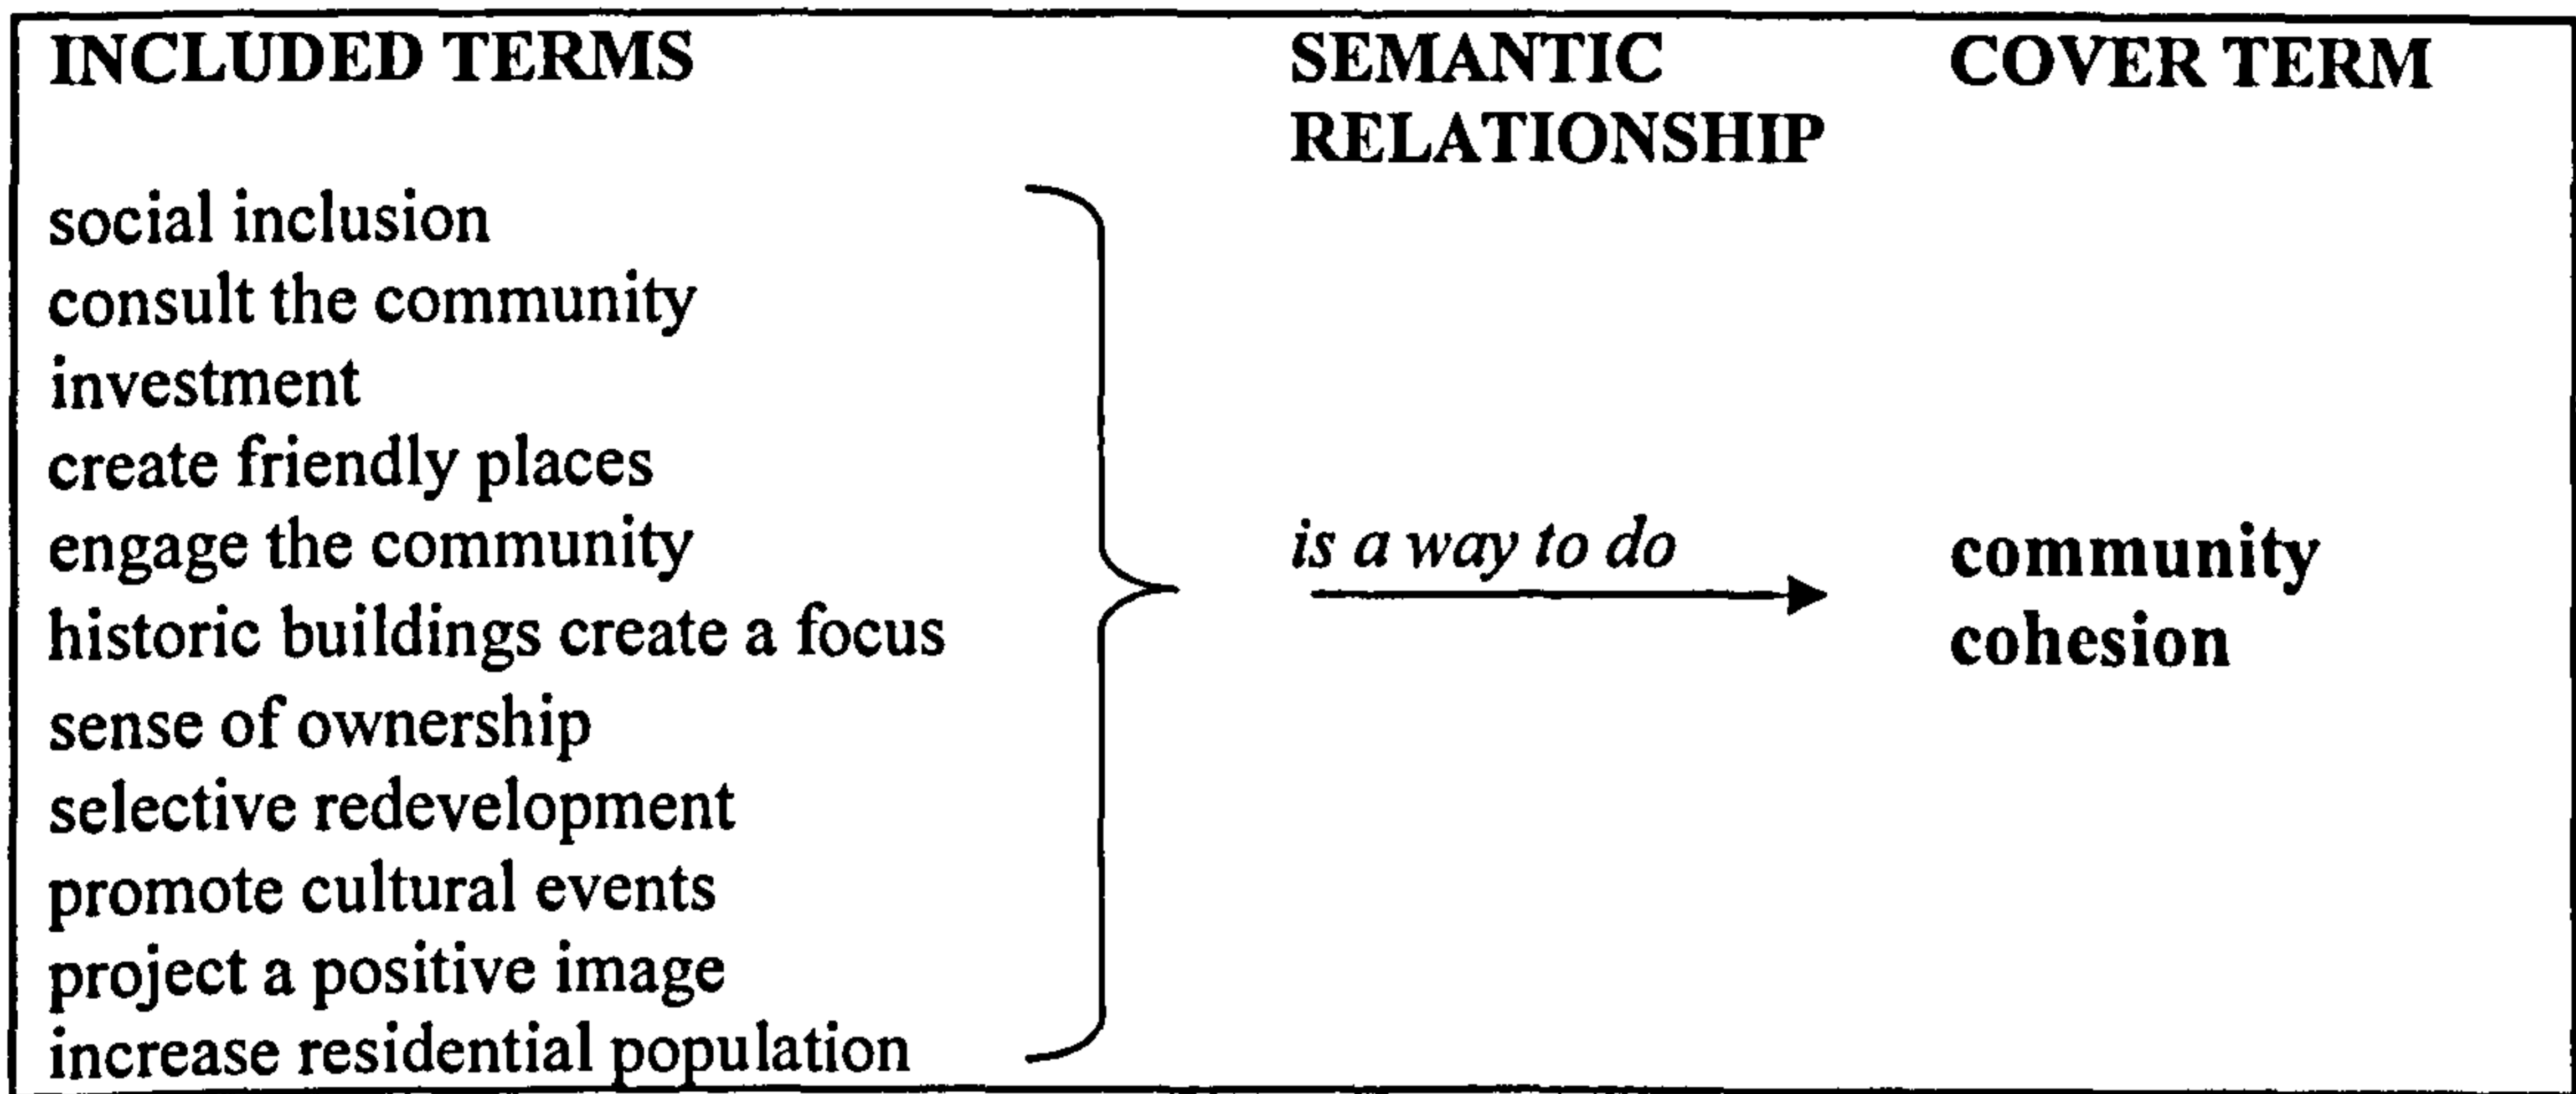 INCLUDED TERMS
SEMANTIC
RELATIONSHIP
COVER TERM
social inclusion
consult the community
investment
create friendly places
engage the community
historic buildings create a focus
sense of ownership
selective redevelopment
promote cultural events
project a positive image
increase residential population
is a way to do
community
cohesion